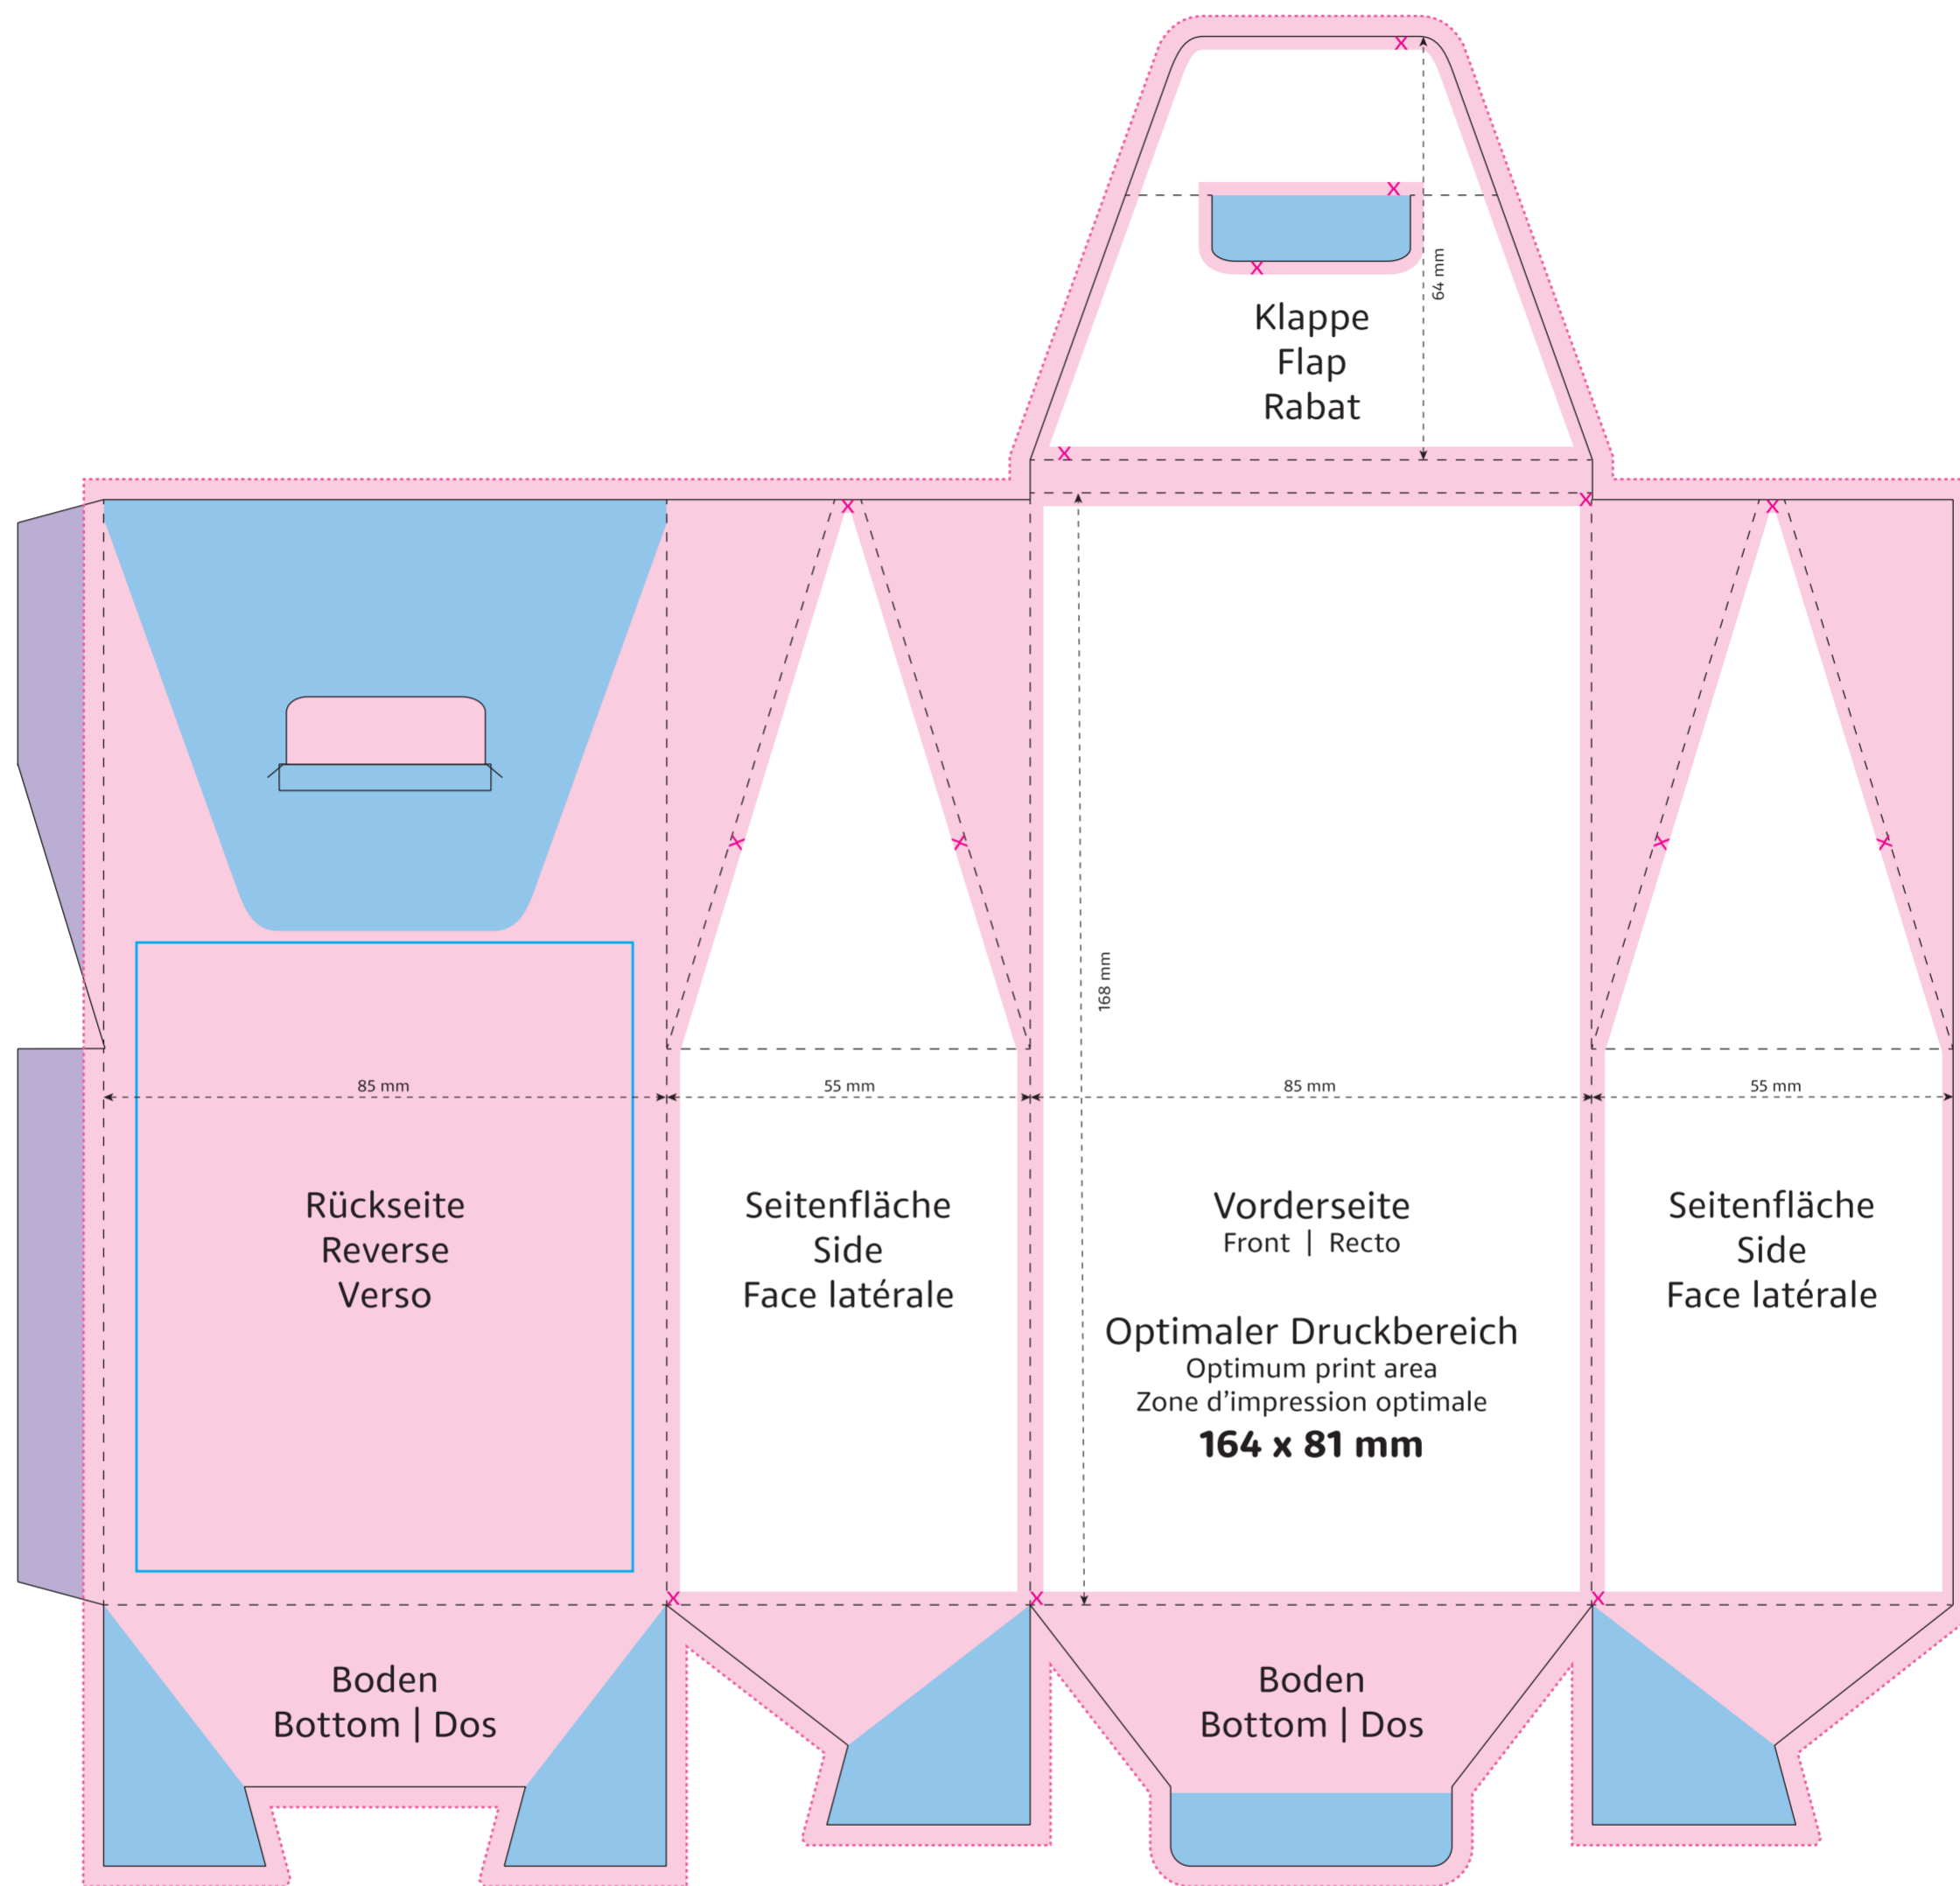 64 mm
Klappe
Flap
Rabat
168 mm
85 mm
55 mm
85 mm
55 mm
Rückseite
Reverse
Verso
Seitenfläche
Side
Face latérale
Vorderseite
Front | Recto
Optimaler Druckbereich
Optimum print area
Zone d’impression optimale
164 x 81 mm
Seitenfläche
Side
Face latérale
Boden
Bottom | Dos
Boden
Bottom | Dos